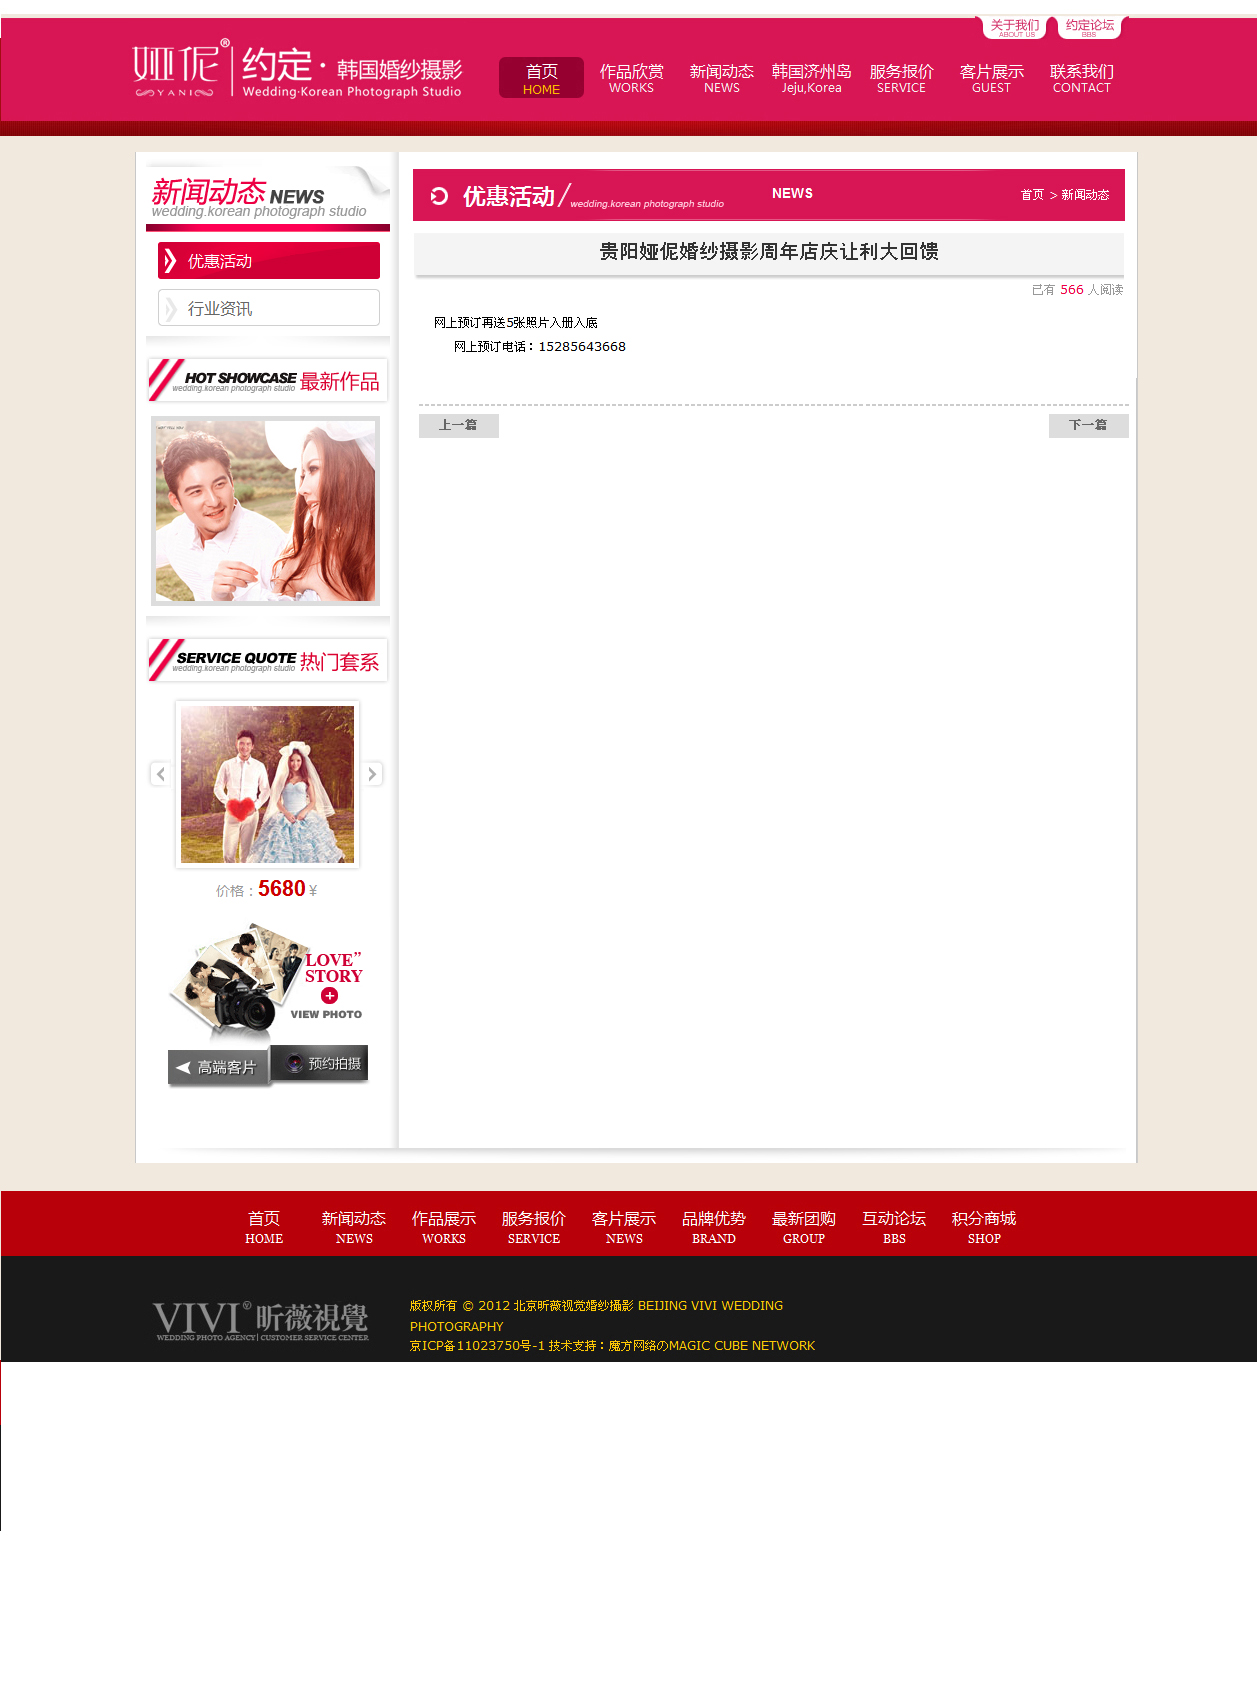 关于我们
ABOUT US
约定论坛
BBS
娅伲® 约定·韩国婚纱摄影
YANI Wedding·Korean Photograph Studio
首页 作品欣赏 新闻动态 韩国济州岛 服务报价 客片展示 联系我们
HOME WORKS NEWS Jeju,Korea SERVICE GUEST CONTACT
新闻动态 NEWS
wedding.korean photograph studio
优惠活动
行业资讯
HOT SHOWCASE 最新作品
wedding.korean photograph studio
SERVICE QUOTE 热门套系
wedding.korean photograph studio
价格：5680 ¥
LOVE”
STORY
VIEW PHOTO
高端客片
预约拍摄
优惠活动/wedding.korean photograph studio NEWS 首页 > 新闻动态
贵阳娅伲婚纱摄影周年店庆让利大回馈
已有 566 人阅读
网上预订再送5张照片入册入底
网上预订电话：15285643668
上一篇 下一篇
首页 新闻动态 作品展示 服务报价 客片展示 品牌优势 最新团购 互动论坛 积分商城
HOME NEWS WORKS SERVICE NEWS BRAND GROUP BBS SHOP
VIVI® 昕薇視覺
WEDDING PHOTO AGENCY| CUSTOMER SERVICE CENTER
版权所有 © 2012 北京昕薇视觉婚纱攝影 BEIJING VIVI WEDDING
PHOTOGRAPHY
京ICP备11023750号-1 技术支持：魔方网络のMAGIC CUBE NETWORK